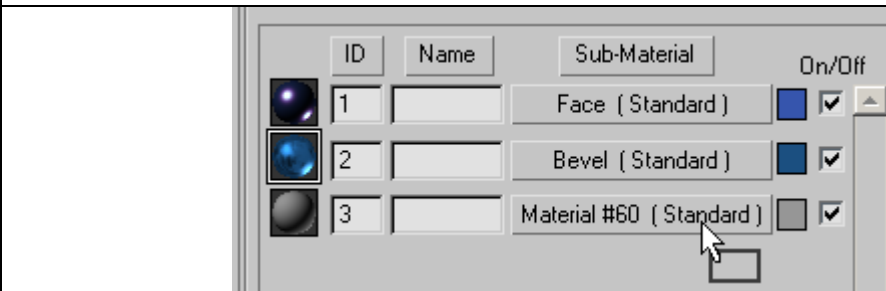 ID Name Sub-Material On/Off
1 Face ( Standard )
2 Bevel ( Standard )
3 Material #60 ( Standard )